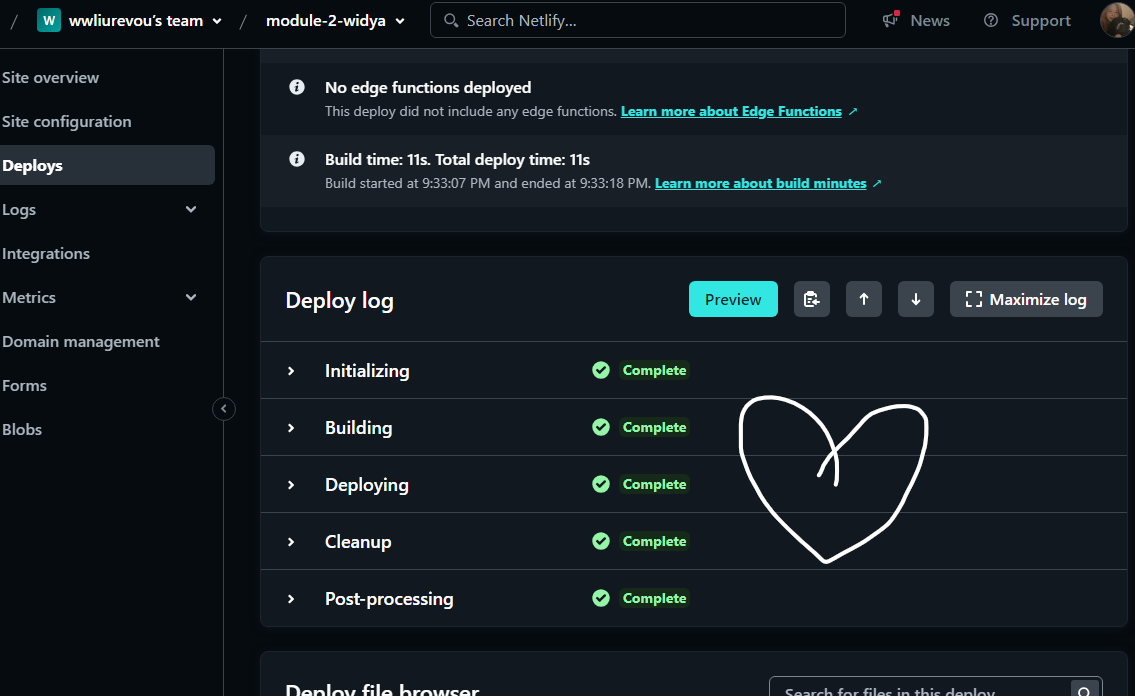 / W wwliurevou's team / module-2-widya Search Netlify... News Support
Site overview
Site configuration
Deploys
Logs
Integrations
Metrics
Domain management
Forms
Blobs
No edge functions deployed
This deploy did not include any edge functions. Learn more about Edge Functions ↗
Build time: 11s. Total deploy time: 11s
Build started at 9:33:07 PM and ended at 9:33:18 PM. Learn more about build minutes ↗
Deploy log Preview Maximize log
Initializing Complete
Building Complete
Deploying Complete
Cleanup Complete
Post-processing Complete
Deploy file browser Search for files in this deploy